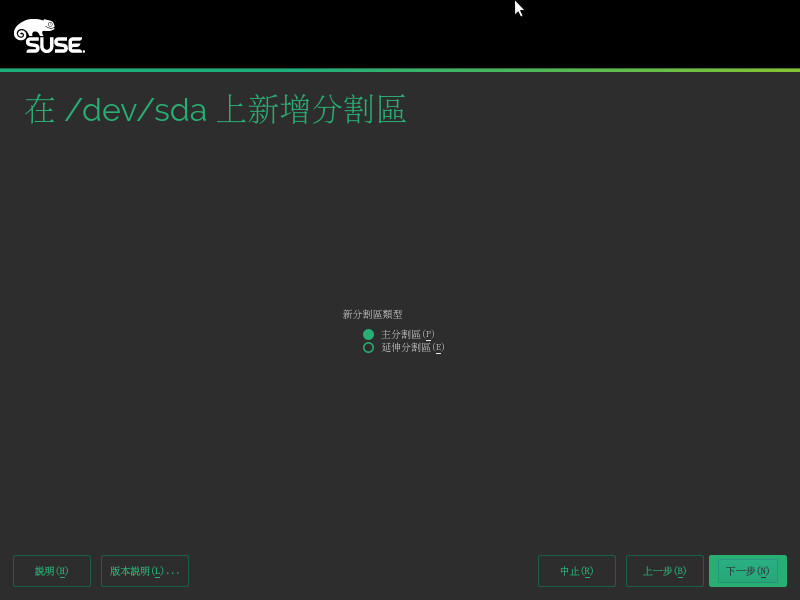 SUSE.
在 /dev/sda 上新增分割區
新分割區類型
主分割區(P)
延伸分割區(E)
說明(H) 版本說明(L)... 中止(R) 上一步(B) 下一步(N)